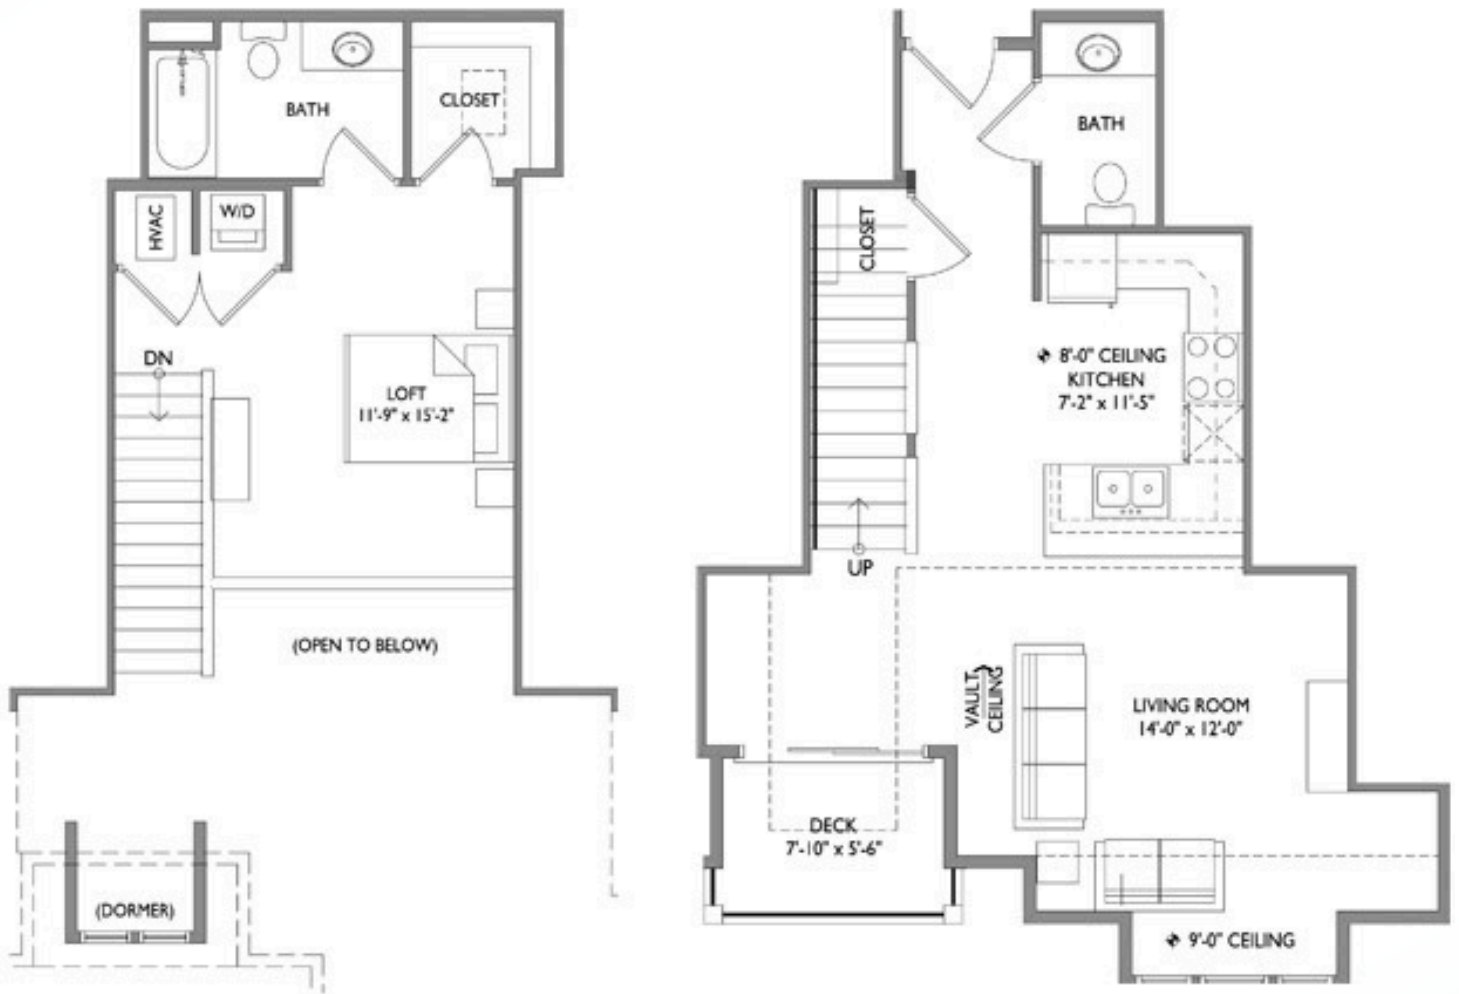 BATH
CLOSET
HVAC
W/D
DN
LOFT
11'-9" x 15'-2"
(OPEN TO BELOW)
(DORMER)
BATH
CLOSET
8'-0" CEILING
KITCHEN
7'-2" x 11'-5"
UP
VAULT
CEILING
LIVING ROOM
14'-0" x 12'-0"
DECK
7'-10" x 5'-6"
9'-0" CEILING